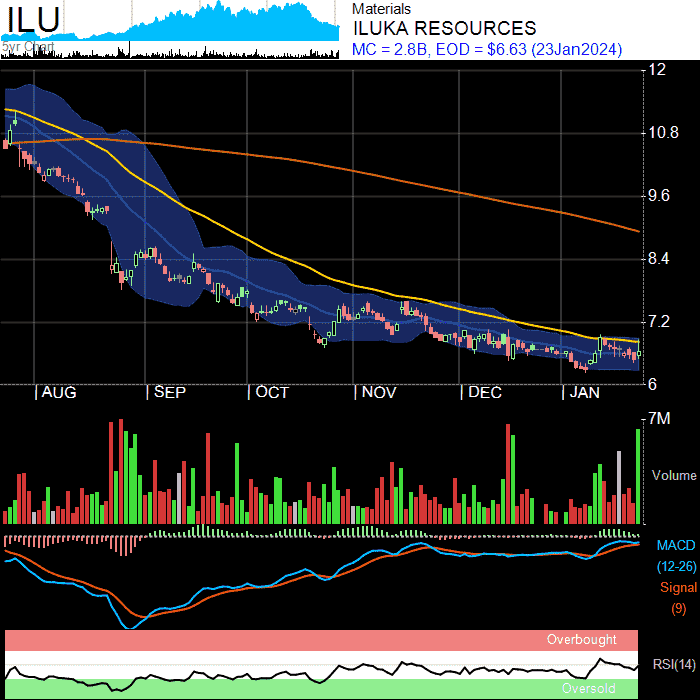 ILU
5yr Chart
Materials
ILUKA RESOURCES
MC = 2.8B, EOD = $6.63 (23Jan2024)
12
10.8
9.6
8.4
7.2
6
| AUG | SEP | OCT | NOV | DEC | JAN
7M
Volume
MACD
(12-26)
Signal
(9)
Overbought
RSI(14)
Oversold